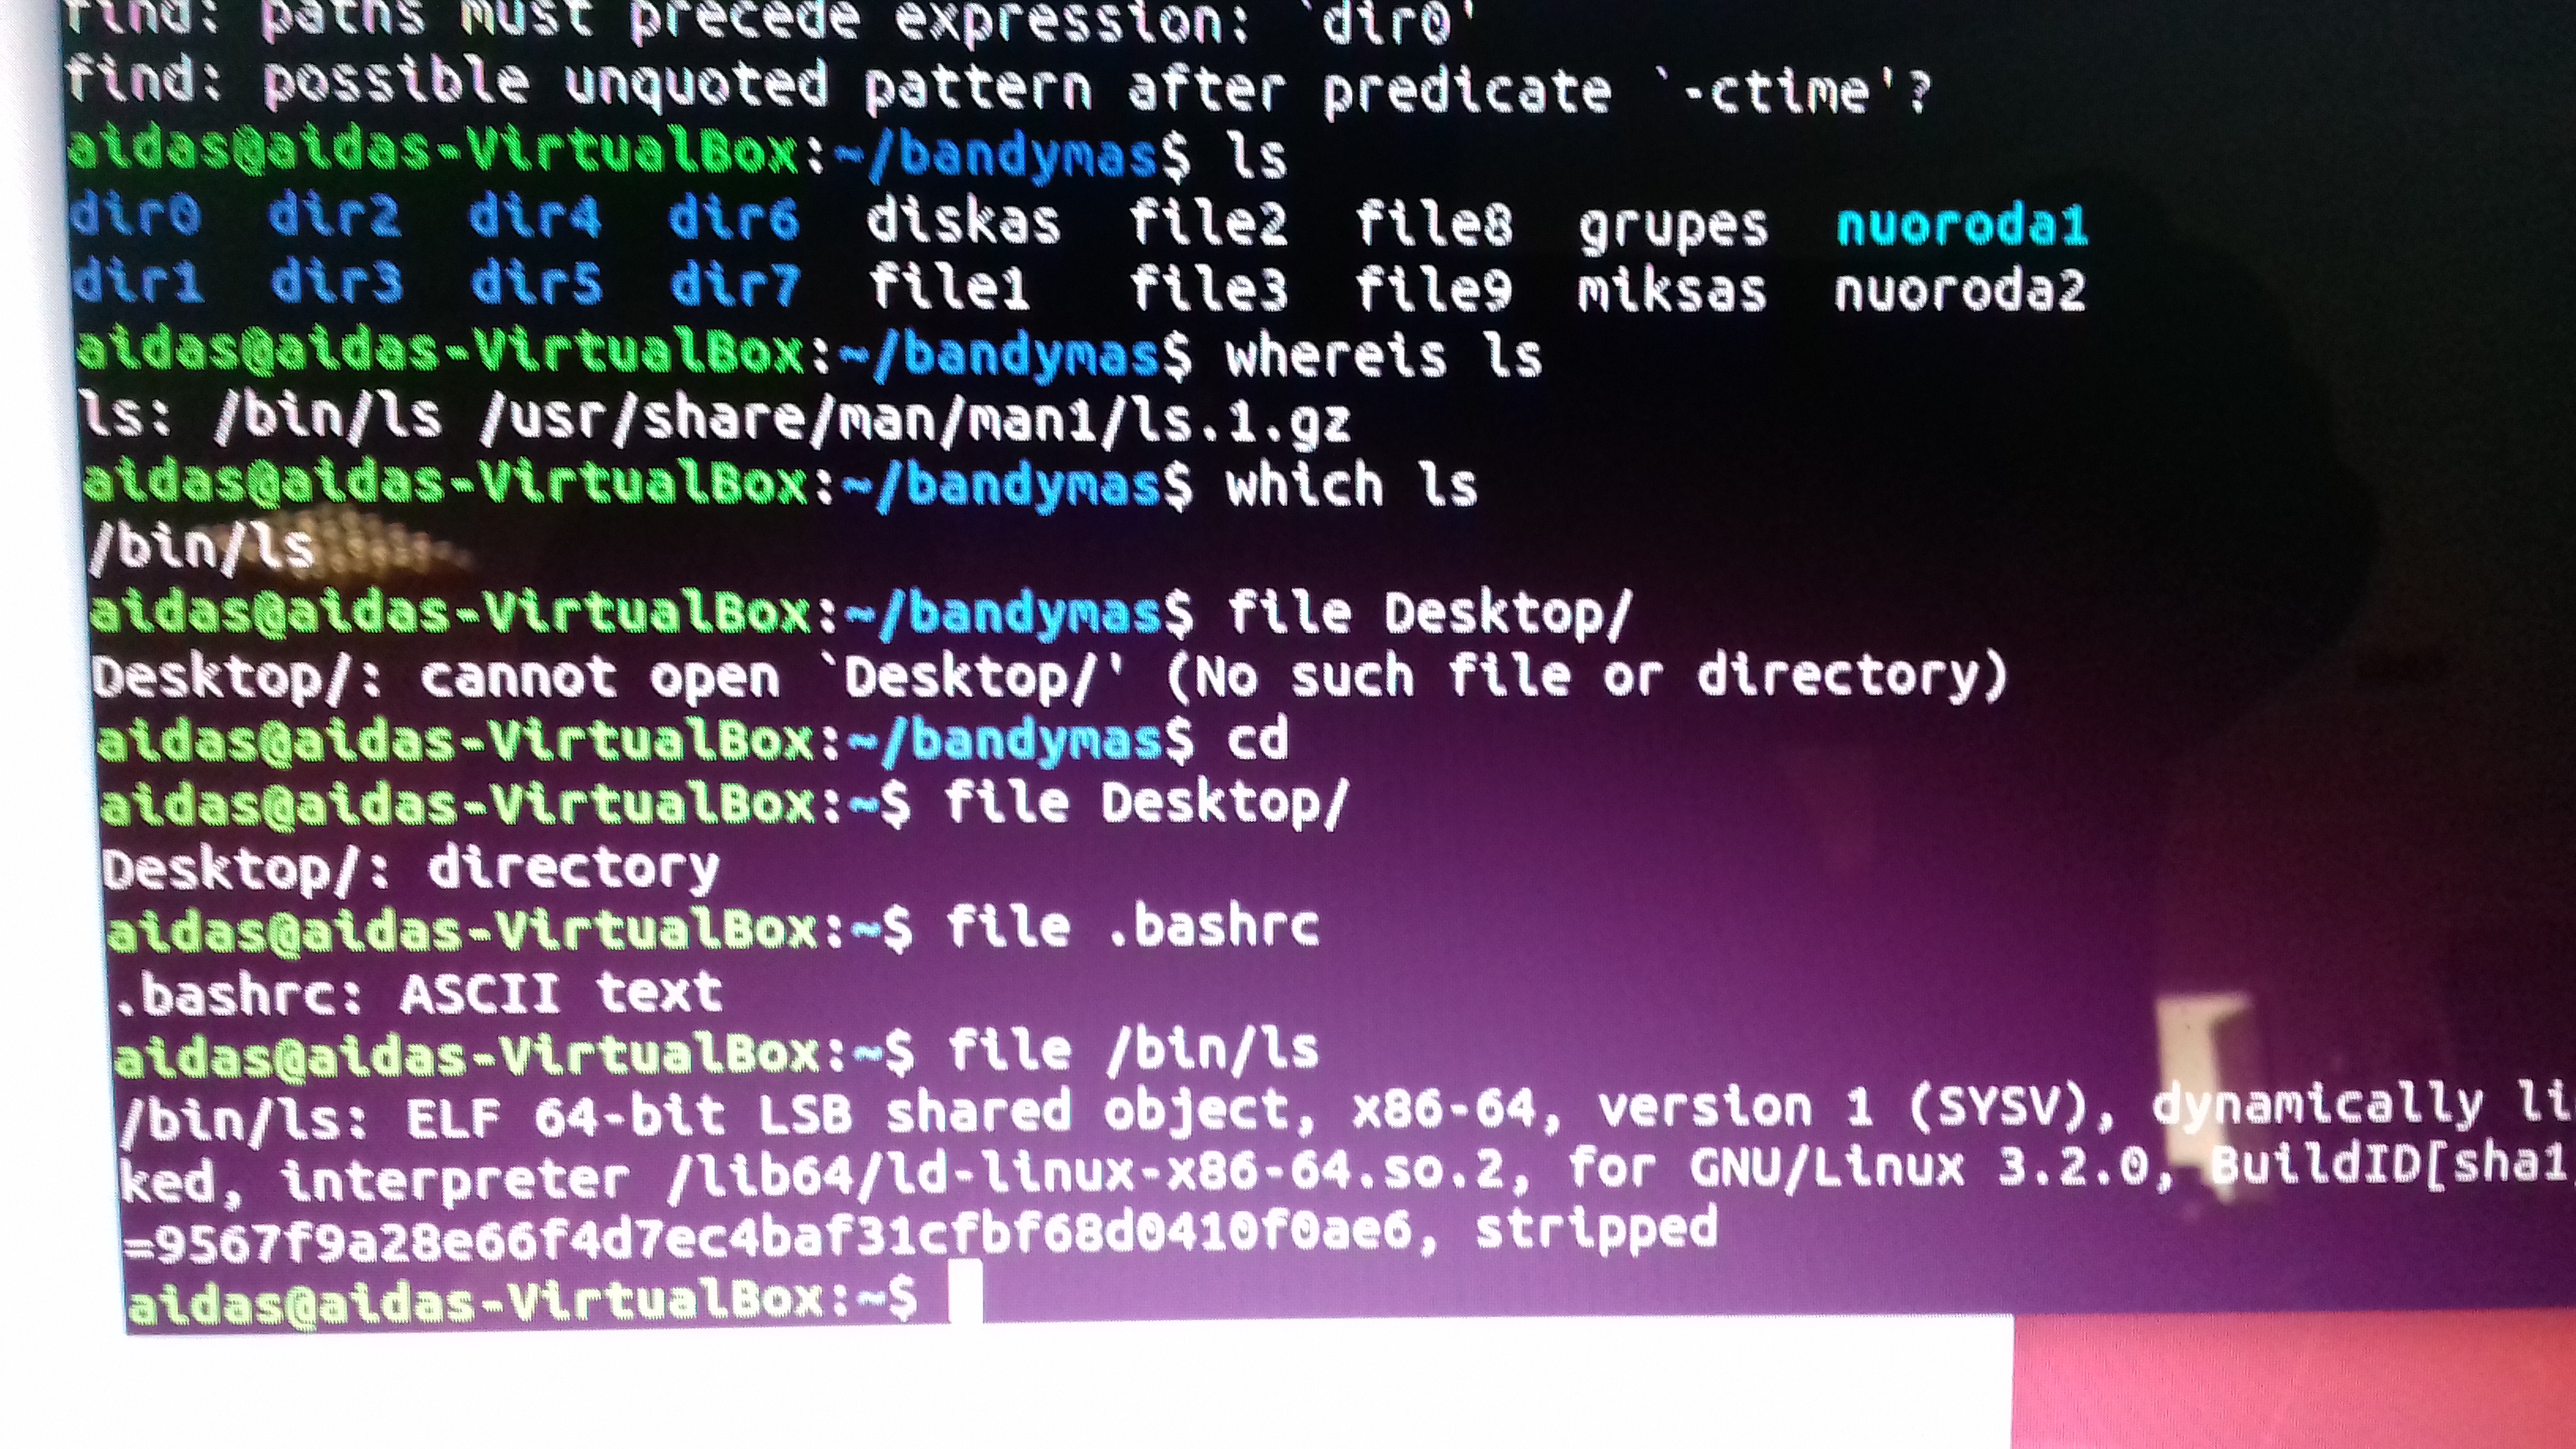 find: paths must precede expression: `dir0'
find: possible unquoted pattern after predicate `-ctime'?
aidas@aidas-VirtualBox:~/bandymas$ ls
dir0 dir2 dir4 dir6 diskas file2 file8 grupes nuoroda1
dir1 dir3 dir5 dir7 file1 file3 file9 miksas nuoroda2
aidas@aidas-VirtualBox:~/bandymas$ whereis ls
ls: /bin/ls /usr/share/man/man1/ls.1.gz
aidas@aidas-VirtualBox:~/bandymas$ which ls
/bin/ls
aidas@aidas-VirtualBox:~/bandymas$ file Desktop/
Desktop/: cannot open `Desktop/' (No such file or directory)
aidas@aidas-VirtualBox:~/bandymas$ cd
aidas@aidas-VirtualBox:~$ file Desktop/
Desktop/: directory
aidas@aidas-VirtualBox:~$ file .bashrc
.bashrc: ASCII text
aidas@aidas-VirtualBox:~$ file /bin/ls
/bin/ls: ELF 64-bit LSB shared object, x86-64, version 1 (SYSV), dynamically li
ked, interpreter /lib64/ld-linux-x86-64.so.2, for GNU/Linux 3.2.0, BuildID[sha1
=9567f9a28e66f4d7ec4baf31cfbf68d0410f0ae6, stripped
aidas@aidas-VirtualBox:~$